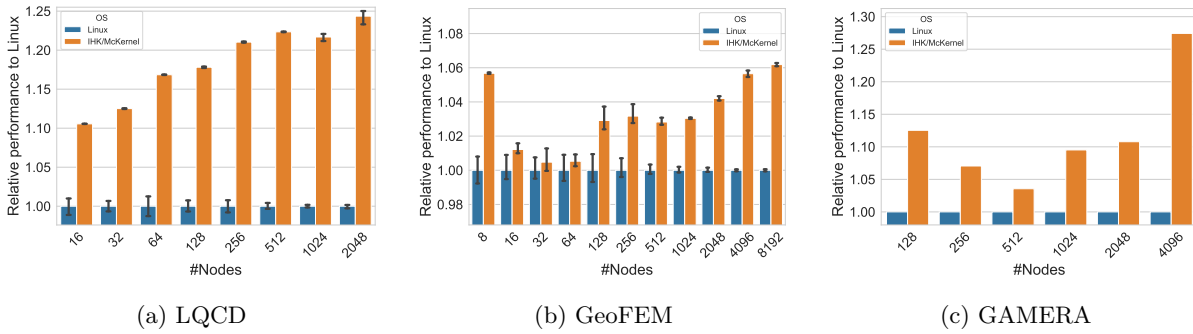 Relative performance to Linux
1.25
1.20
1.15
1.10
1.05
1.00
OS
Linux
IHK/McKernel
16
32
64
128
256
512
1024
2048
#Nodes
(a) LQCD
Relative performance to Linux
1.08
1.06
1.04
1.02
1.00
0.98
OS
Linux
IHK/McKernel
8
16
32
64
128
256
512
1024
2048
4096
8192
#Nodes
(b) GeoFEM
Relative performance to Linux
1.30
1.25
1.20
1.15
1.10
1.05
1.00
OS
Linux
IHK/McKernel
128
256
512
1024
2048
4096
#Nodes
(c) GAMERA